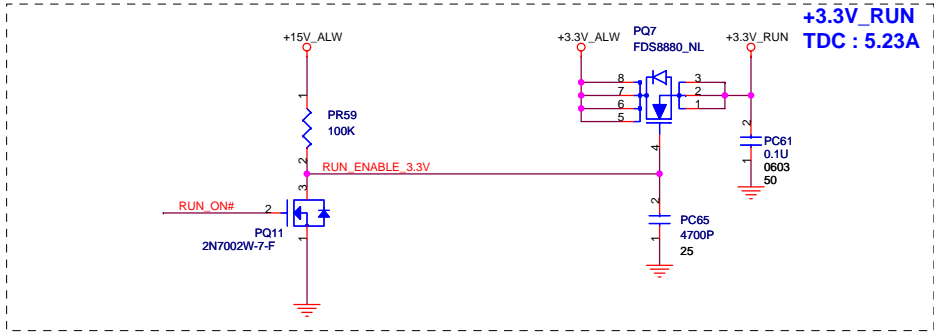 +3.3V_RUN
TDC : 5.23A
+15V_ALW
+3.3V_ALW
PQ7
FDS8880_NL
+3.3V_RUN
8
7
6
5
3
2
1
4
1
PR59
100K
2
RUN_ENABLE_3.3V
2
PC61
0.1U
0603
50
1
3
RUN_ON#
2
PQ11
2N7002W-7-F
1
2
PC65
4700P
25
1